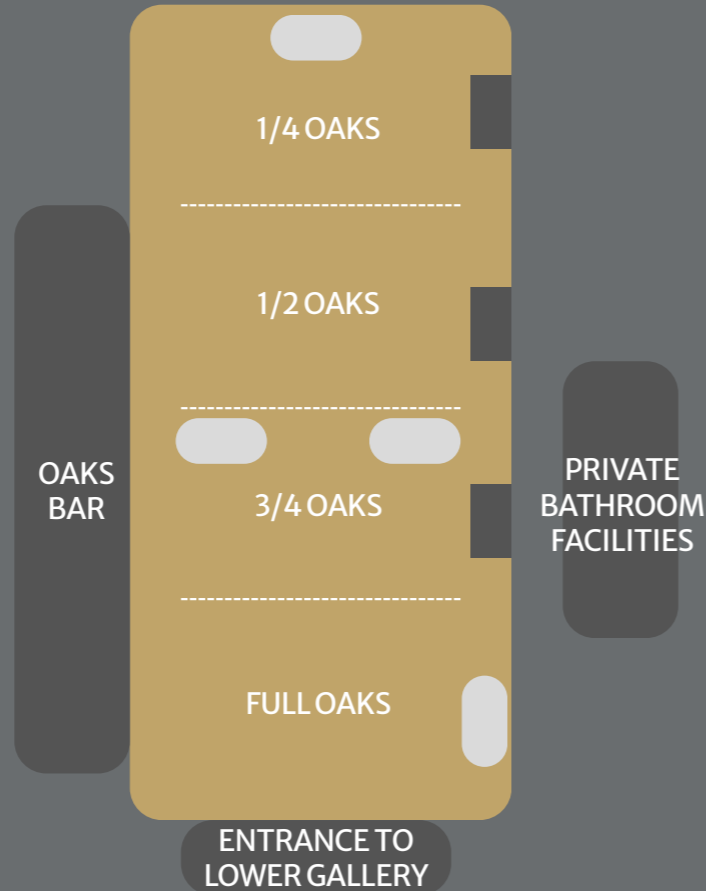 1/4 OAKS
1/2 OAKS
OAKS
BAR
3/4 OAKS
PRIVATE
BATHROOM
FACILITIES
FULL OAKS
ENTRANCE TO
LOWER GALLERY